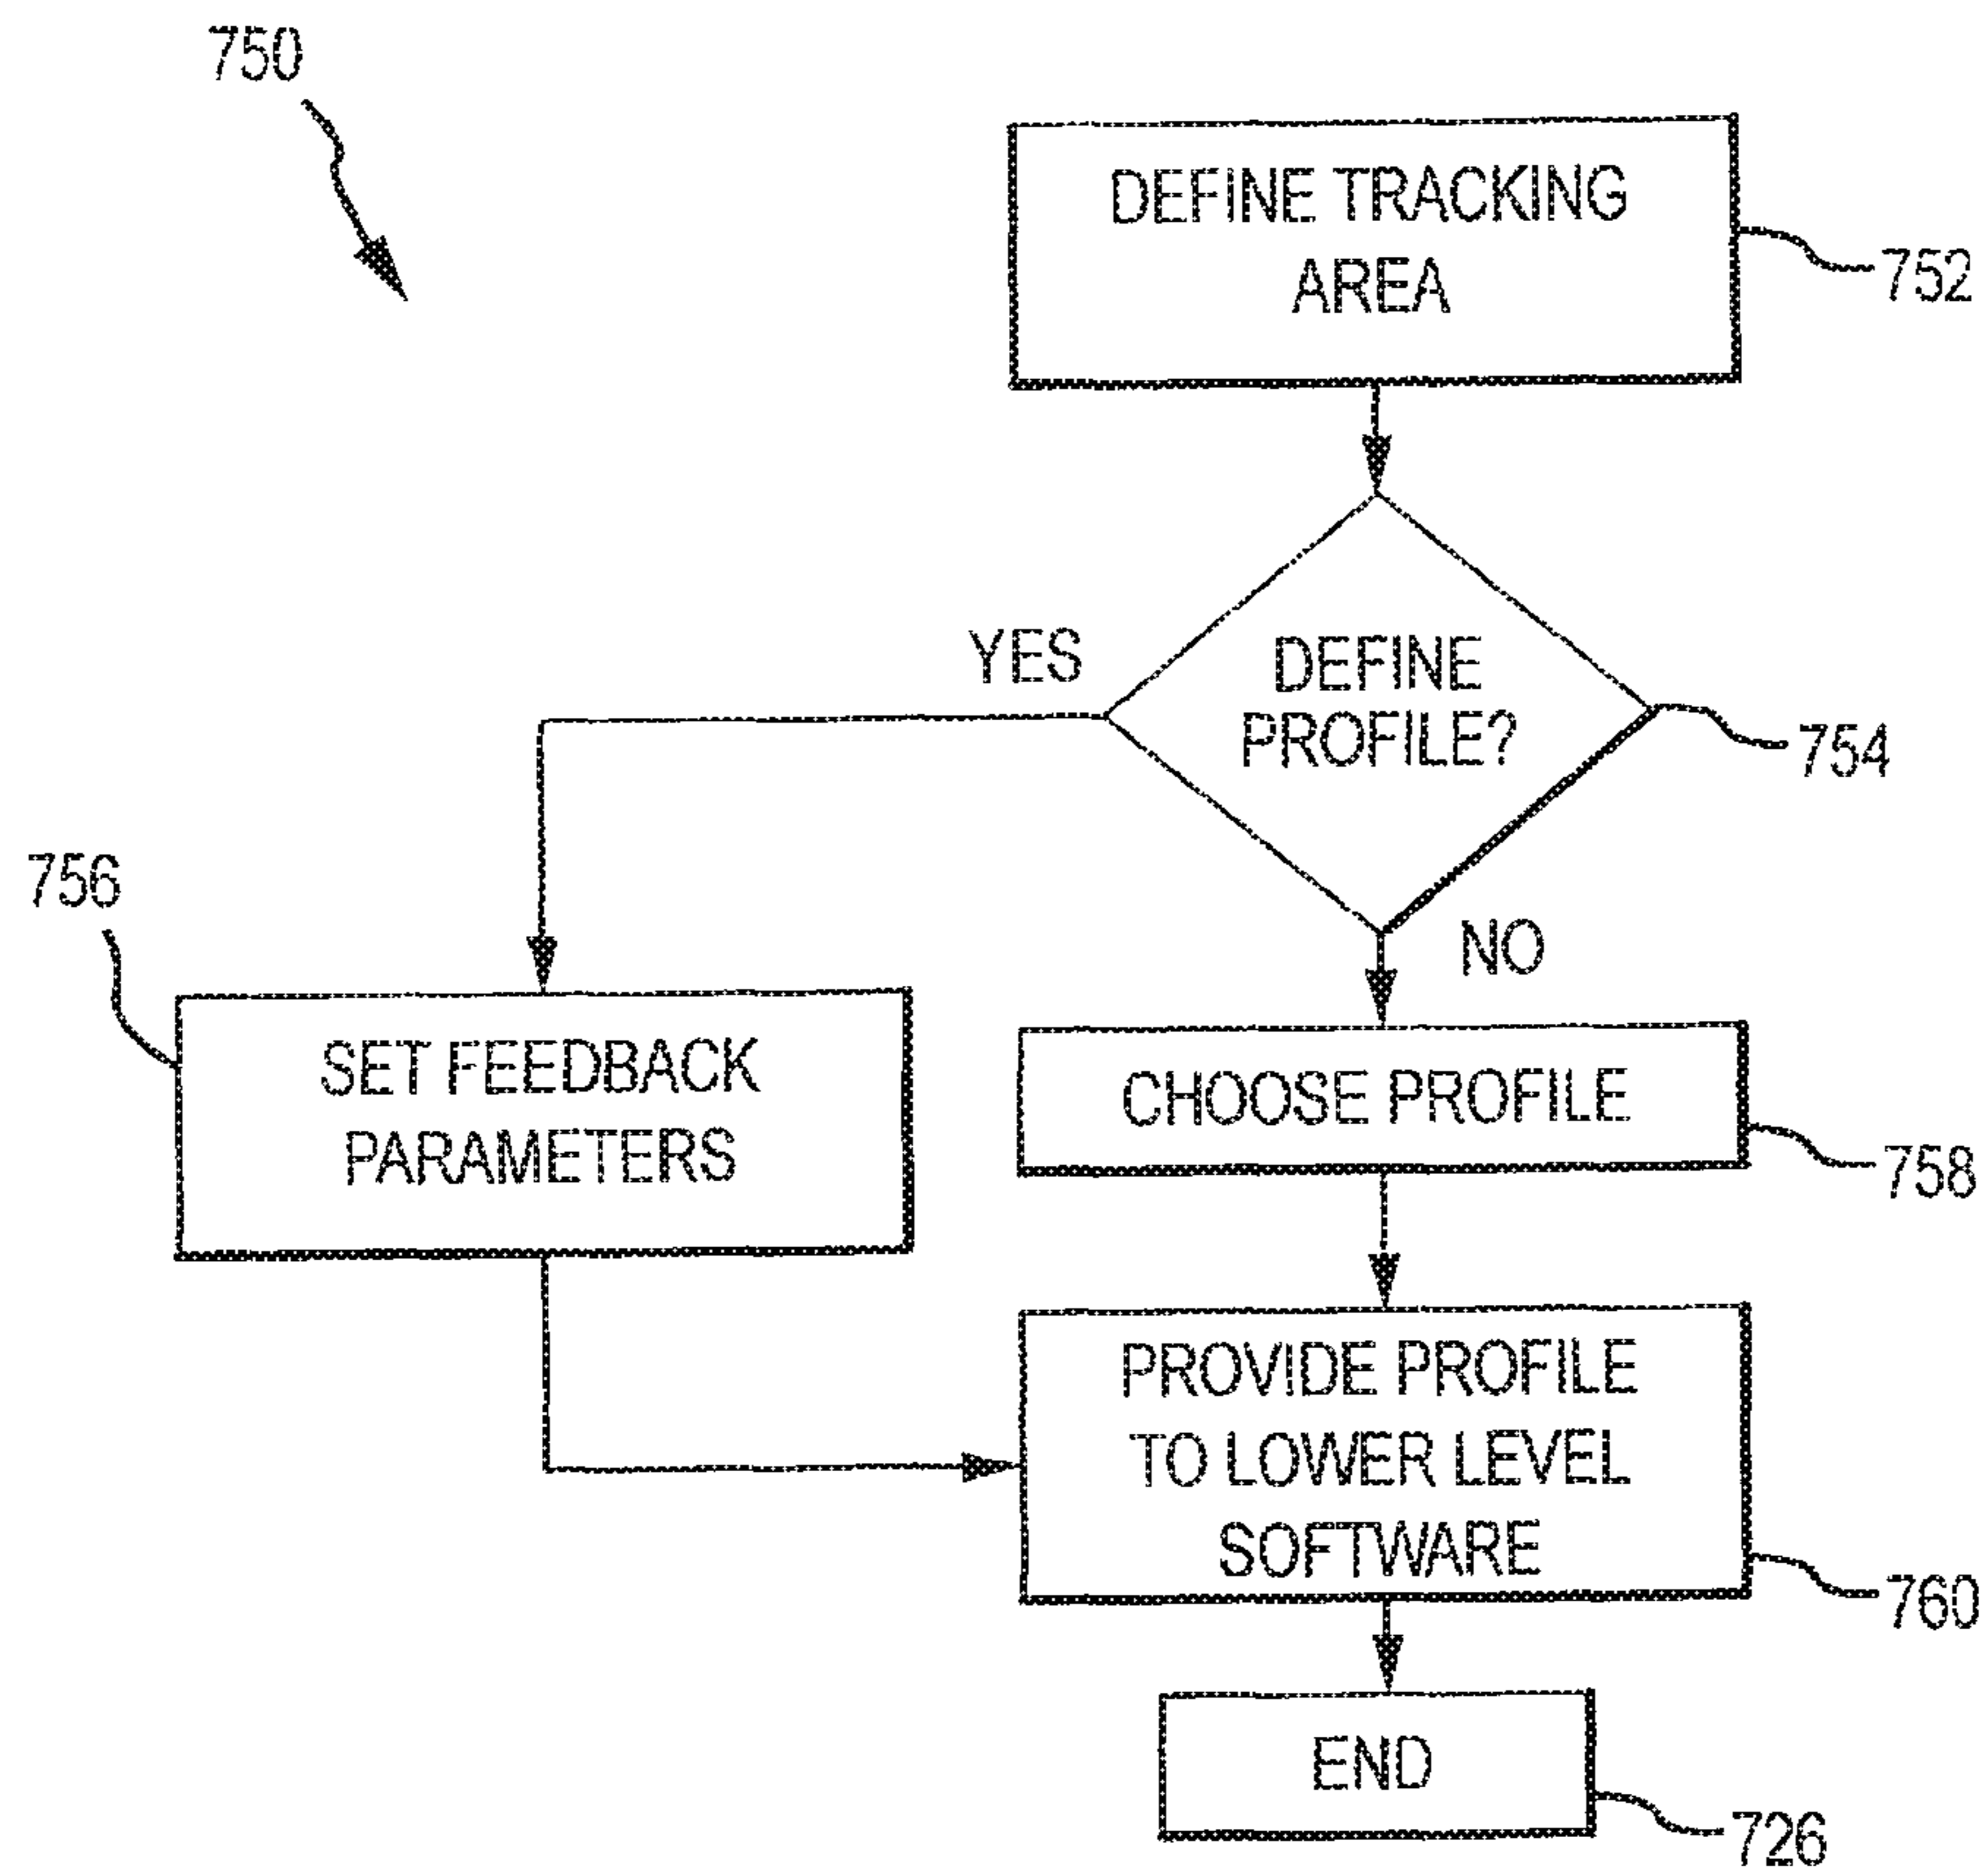 750
DEFINE TRACKING
AREA
752
YES
DEFINE
PROFILE?
754
756
NO
SET FEEDBACK
PARAMETERS
CHOOSE PROFILE
758
PROVIDE PROFILE
TO LOWER LEVEL
SOFTWARE
760
END
726